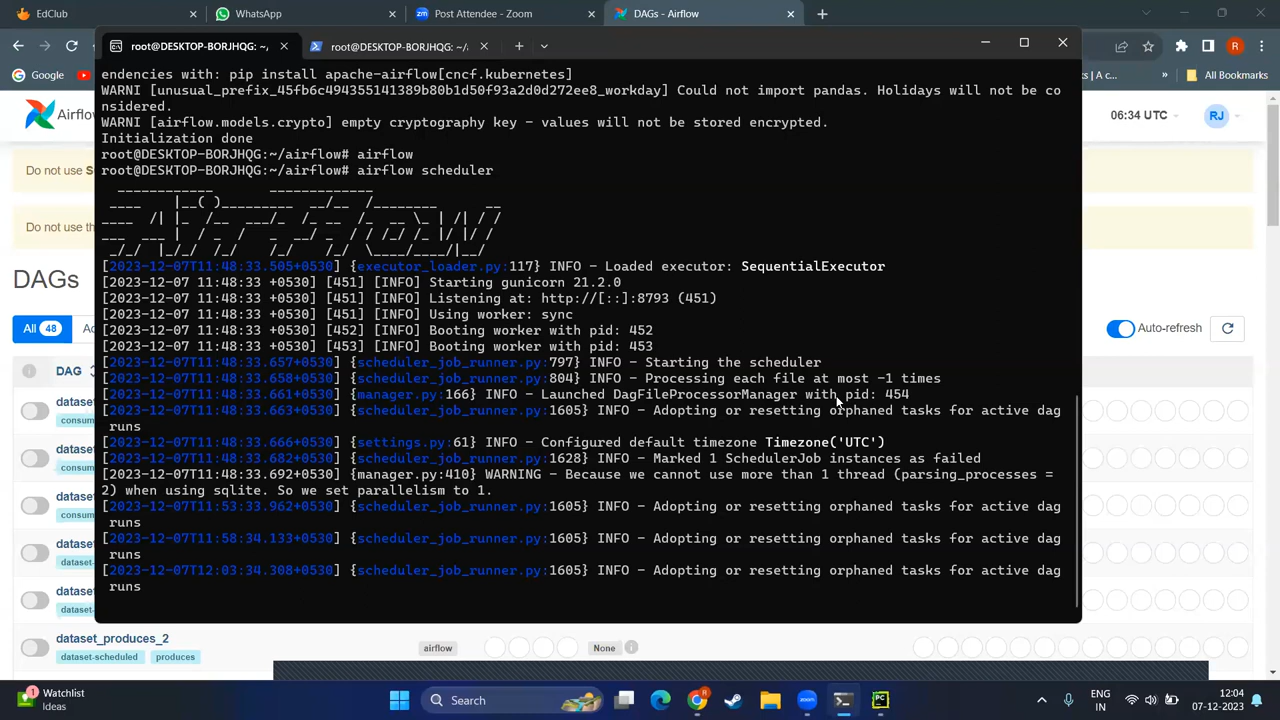 EdClub
WhatsApp
Post Attendee - Zoom
DAGs - Airflow
root@DESKTOP-BORJHQG: ~,
root@DESKTOP-BORJHQG: ~/a
Google
| A c...
All Bookmarks
endencies with: pip install apache-airflow[cncf.kubernetes]
WARNI [unusual_prefix_45fb6c494355141389b80b1d50f93a2d0d272ee8_workday] Could not import pandas. Holidays will not be co
nsidered.
WARNI [airflow.models.crypto] empty cryptography key - values will not be stored encrypted.
Initialization done
root@DESKTOP-BORJHQG:~/airflow# airflow
root@DESKTOP-BORJHQG:~/airflow# airflow scheduler
[2023-12-07T11:48:33.505+0530] {executor_loader.py:117} INFO - Loaded executor: SequentialExecutor
[2023-12-07 11:48:33 +0530] [451] [INFO] Starting gunicorn 21.2.0
[2023-12-07 11:48:33 +0530] [451] [INFO] Listening at: http://[::]:8793 (451)
[2023-12-07 11:48:33 +0530] [451] [INFO] Using worker: sync
[2023-12-07 11:48:33 +0530] [452] [INFO] Booting worker with pid: 452
[2023-12-07 11:48:33 +0530] [453] [INFO] Booting worker with pid: 453
[2023-12-07T11:48:33.657+0530] {scheduler_job_runner.py:797} INFO - Starting the scheduler
[2023-12-07T11:48:33.658+0530] {scheduler_job_runner.py:804} INFO - Processing each file at most -1 times
[2023-12-07T11:48:33.661+0530] {manager.py:166} INFO - Launched DagFileProcessorManager with pid: 454
[2023-12-07T11:48:33.663+0530] {scheduler_job_runner.py:1605} INFO - Adopting or resetting orphaned tasks for active dag
runs
[2023-12-07T11:48:33.666+0530] {settings.py:61} INFO - Configured default timezone Timezone('UTC')
[2023-12-07T11:48:33.682+0530] {scheduler_job_runner.py:1628} INFO - Marked 1 SchedulerJob instances as failed
[2023-12-07T11:48:33.692+0530] {manager.py:410} WARNING - Because we cannot use more than 1 thread (parsing_processes =
2) when using sqlite. So we set parallelism to 1.
[2023-12-07T11:53:33.962+0530] {scheduler_job_runner.py:1605} INFO - Adopting or resetting orphaned tasks for active dag
runs
[2023-12-07T11:58:34.133+0530] {scheduler_job_runner.py:1605} INFO - Adopting or resetting orphaned tasks for active dag
runs
[2023-12-07T12:03:34.308+0530] {scheduler_job_runner.py:1605} INFO - Adopting or resetting orphaned tasks for active dag
runs
Airflo
06:34 UTC
RJ
Do not use S
Do not use the
DAGs
All 48
Ac
Auto-refresh
DAG
datase
consum
datase
consum
datase
consum
datase
dataset-
datase
dataset-
dataset_produces_2
dataset-scheduled
produces
airflow
None
Watchlist
Ideas
1
Search
ENG
IN
12:04
07-12-2023